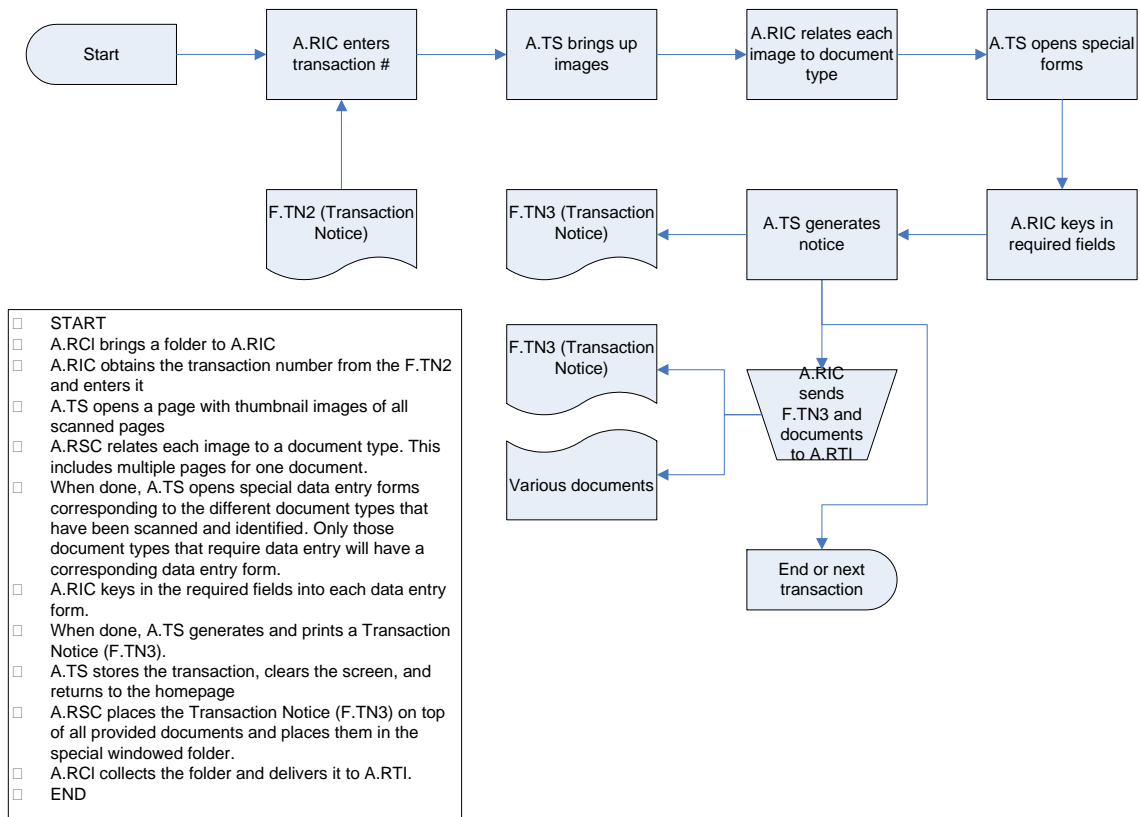 Start
A.RIC enters
transaction #
A.TS brings up
images
A.RIC relates each
image to document
type
A.TS opens special
forms
F.TN2 (Transaction
Notice)
F.TN3 (Transaction
Notice)
A.TS generates
notice
A.RIC keys in
required fields
F.TN3 (Transaction
Notice)
A.RIC
sends
F.TN3 and
documents
to A.RTI
Various documents
End or next
transaction
START
A.RCI brings a folder to A.RIC
A.RIC obtains the transaction number from the F.TN2
and enters it
A.TS opens a page with thumbnail images of all
scanned pages
A.RSC relates each image to a document type. This
includes multiple pages for one document.
When done, A.TS opens special data entry forms
corresponding to the different document types that
have been scanned and identified. Only those
document types that require data entry will have a
corresponding data entry form.
A.RIC keys in the required fields into each data entry
form.
When done, A.TS generates and prints a Transaction
Notice (F.TN3).
A.TS stores the transaction, clears the screen, and
returns to the homepage
A.RSC places the Transaction Notice (F.TN3) on top
of all provided documents and places them in the
special windowed folder.
A.RCI collects the folder and delivers it to A.RTI.
END